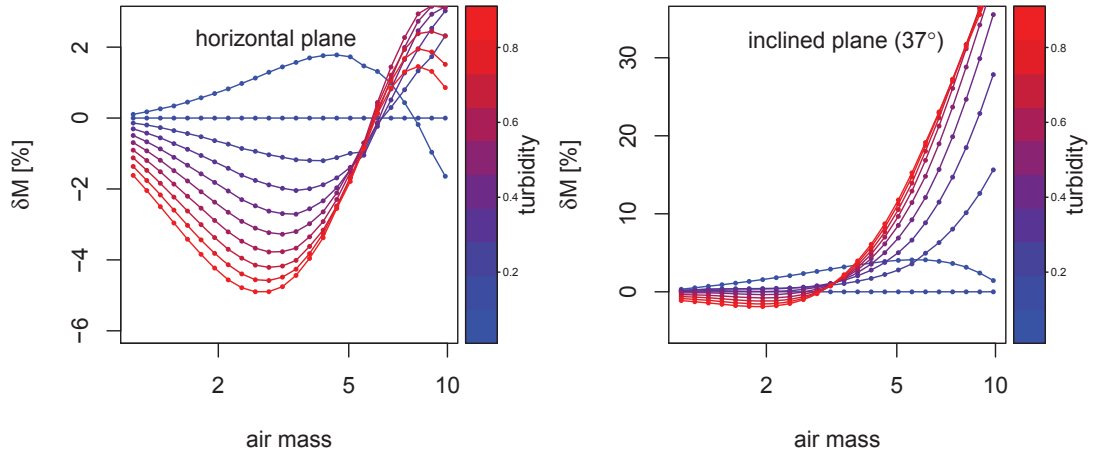 horizontal plane
δM [%]
2
0
−2
−4
−6
2
5
10
air mass
0.2
0.4
0.6
0.8
turbidity
inclined plane (37°)
δM [%]
30
20
10
0
2
5
10
air mass
0.2
0.4
0.6
0.8
turbidity